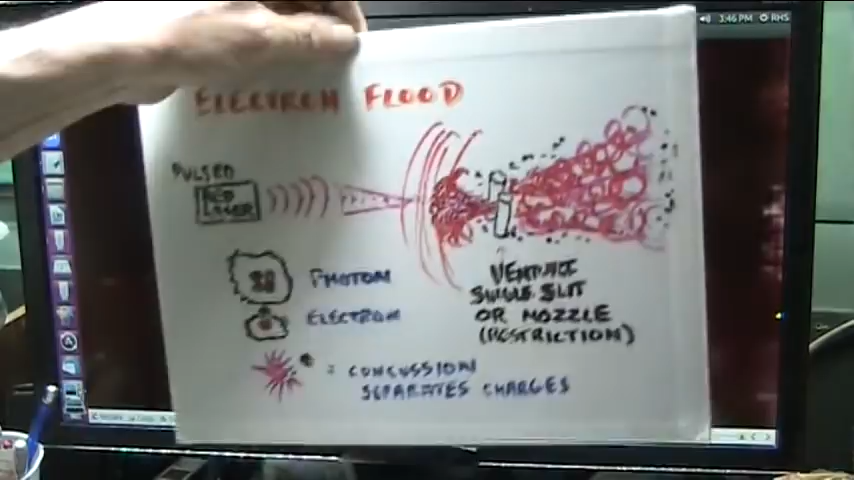 3:46 PM RHS
ELECTRON FLOOD
PULSED
RED
LASER
PHOTON
ELECTRON
VENTURI
SINGLE SLIT
OR NOZZLE
(RESTRICTION)
= CONCUSSION
SEPARATES CHARGES